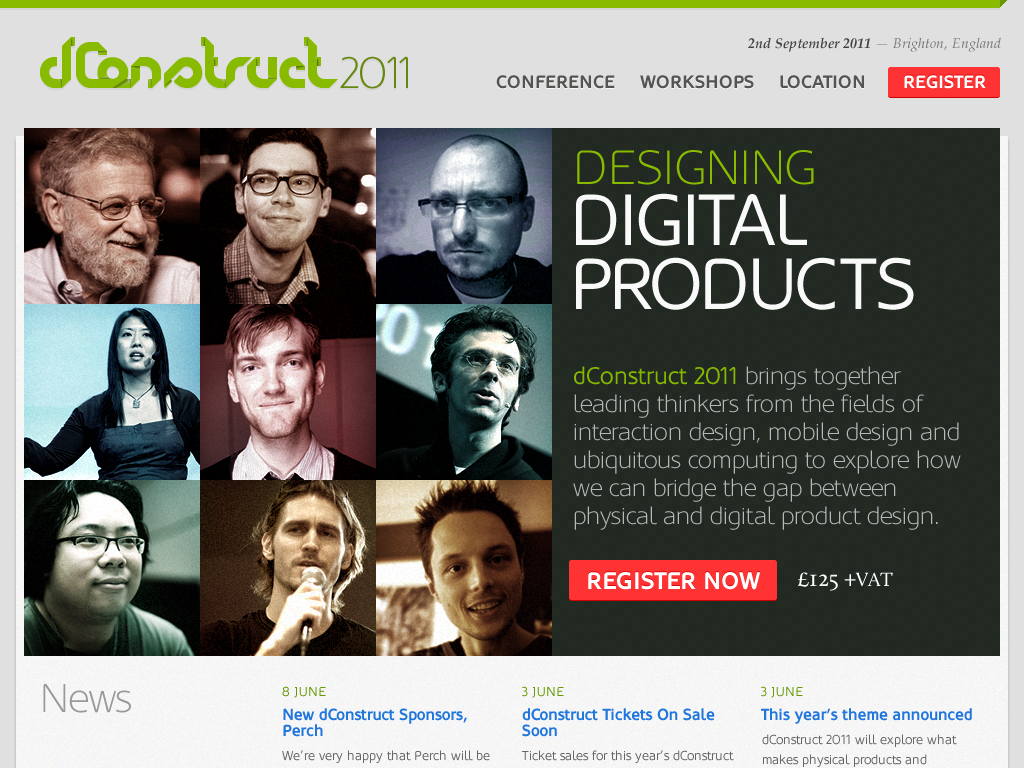 dConstruct 2011
2nd September 2011 — Brighton, England
CONFERENCE WORKSHOPS LOCATION REGISTER
DESIGNING
DIGITAL
PRODUCTS
dConstruct 2011 brings together
leading thinkers from the fields of
interaction design, mobile design and
ubiquitous computing to explore how
we can bridge the gap between
physical and digital product design.
REGISTER NOW £125 +VAT
News
8 JUNE
New dConstruct Sponsors,
Perch
We're very happy that Perch will be
3 JUNE
dConstruct Tickets On Sale
Soon
Ticket sales for this year's dConstruct
3 JUNE
This year's theme announced
dConstruct 2011 will explore what
makes physical products and